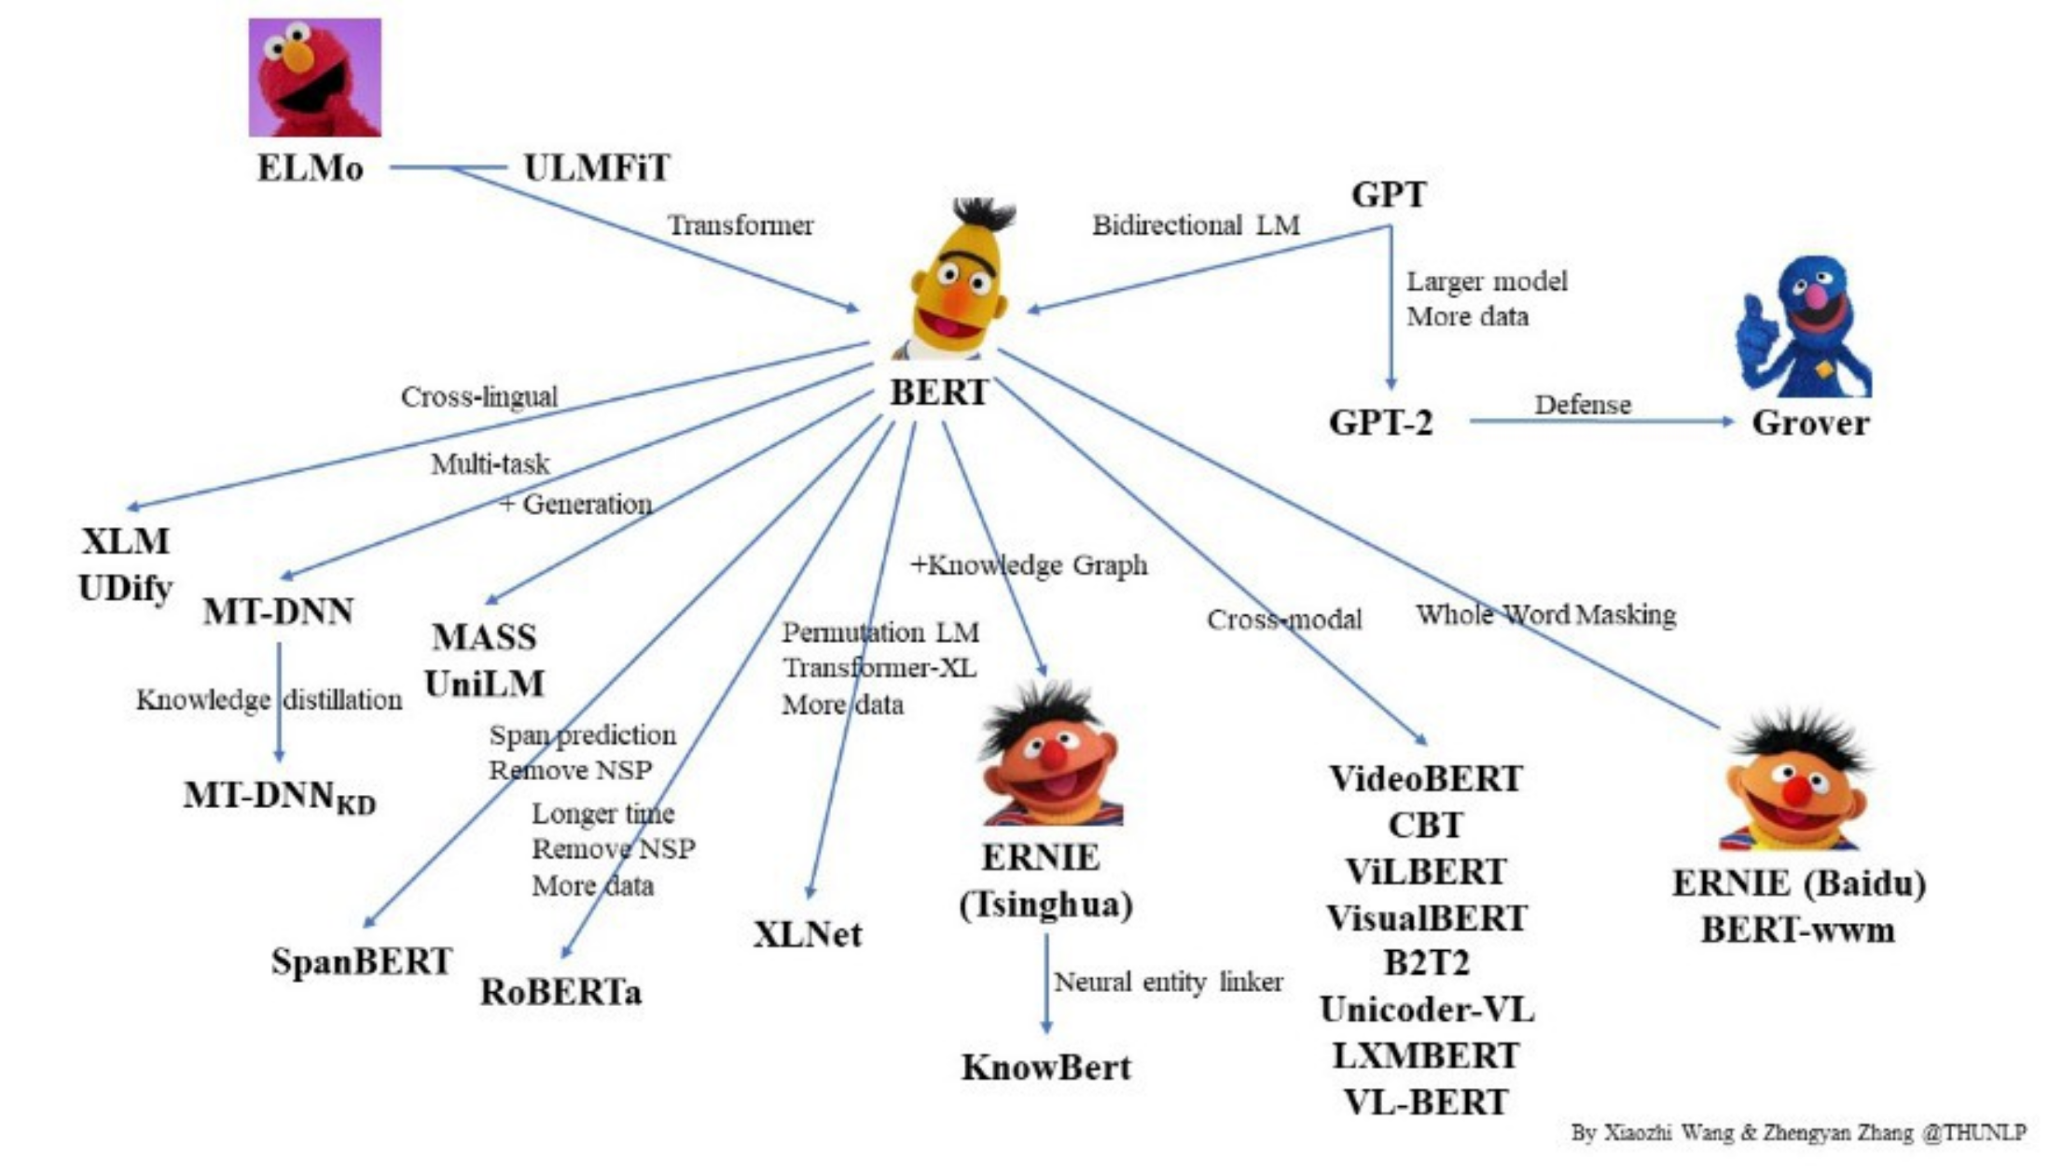 ELMo
ULMFiT
GPT
Transformer
Bidirectional LM
Larger model
More data
BERT
GPT-2
Defense
Grover
Cross-lingual
Multi-task
+ Generation
XLM
UDify
MT-DNN
MASS
UniLM
+Knowledge Graph
Cross-modal
Whole Word Masking
Permutation LM
Transformer-XL
More data
Knowledge distillation
MT-DNNKD
Span prediction
Remove NSP
Longer time
Remove NSP
More data
SpanBERT
RoBERTa
XLNet
ERNIE
(Tsinghua)
Neural entity linker
KnowBert
VideoBERT
CBT
ViLBERT
VisualBERT
B2T2
Unicoder-VL
LXMBERT
VL-BERT
ERNIE (Baidu)
BERT-wwm
By Xiaozhi Wang & Zhengyan Zhang @THUNLP